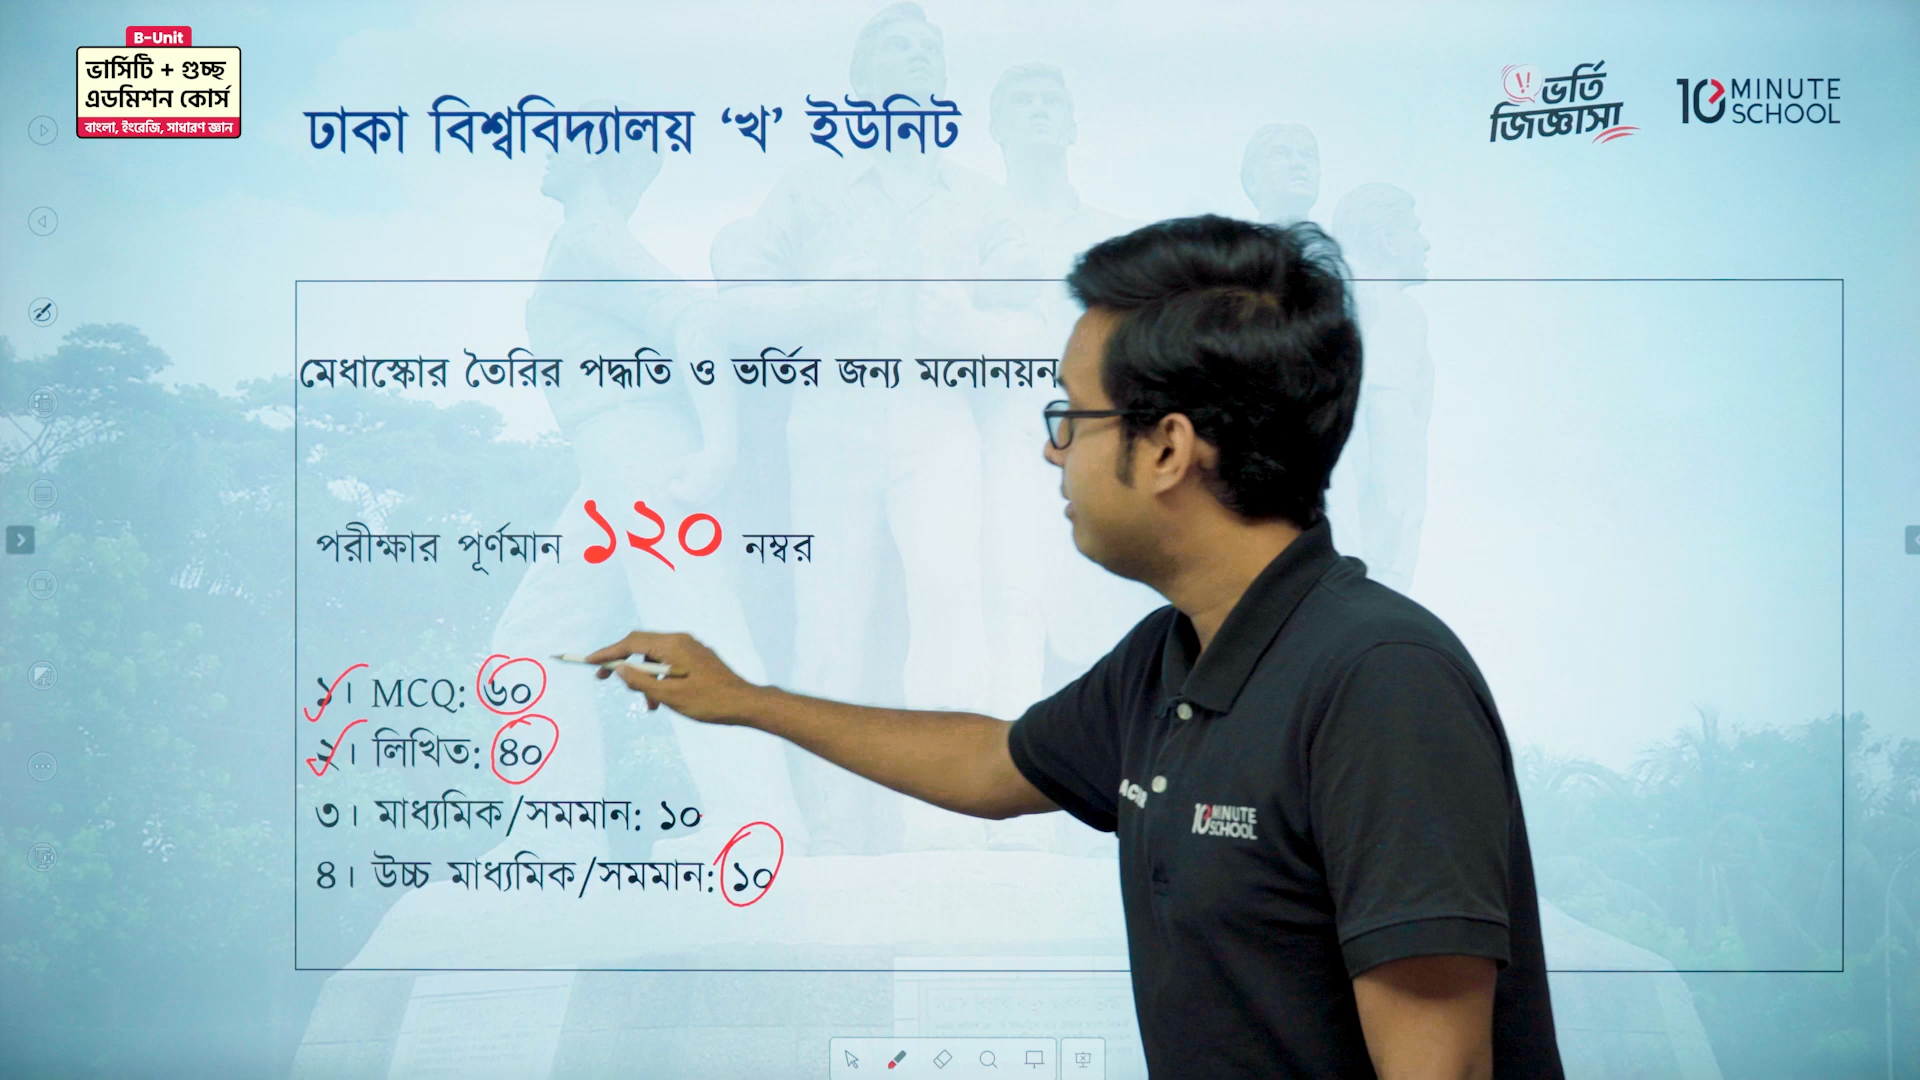 B-Unit
ভার্সিটি + গুচ্ছ
এডমিশন কোর্স
বাংলা, ইংরেজি, সাধারণ জ্ঞান
ঢাকা বিশ্ববিদ্যালয় ‘খ’ ইউনিট
!! ভর্তি
জিজ্ঞাসা
10 MINUTE
SCHOOL
মেধাস্কোর তৈরির পদ্ধতি ও ভর্তির জন্য মনোনয়ন
পরীক্ষার পূর্ণমান ১২০ নম্বর
১। MCQ: ৬০
২। লিখিত: ৪০
৩। মাধ্যমিক/সমমান: ১০
৪। উচ্চ মাধ্যমিক/সমমান: ১০
10 MINUTE
SCHOOL